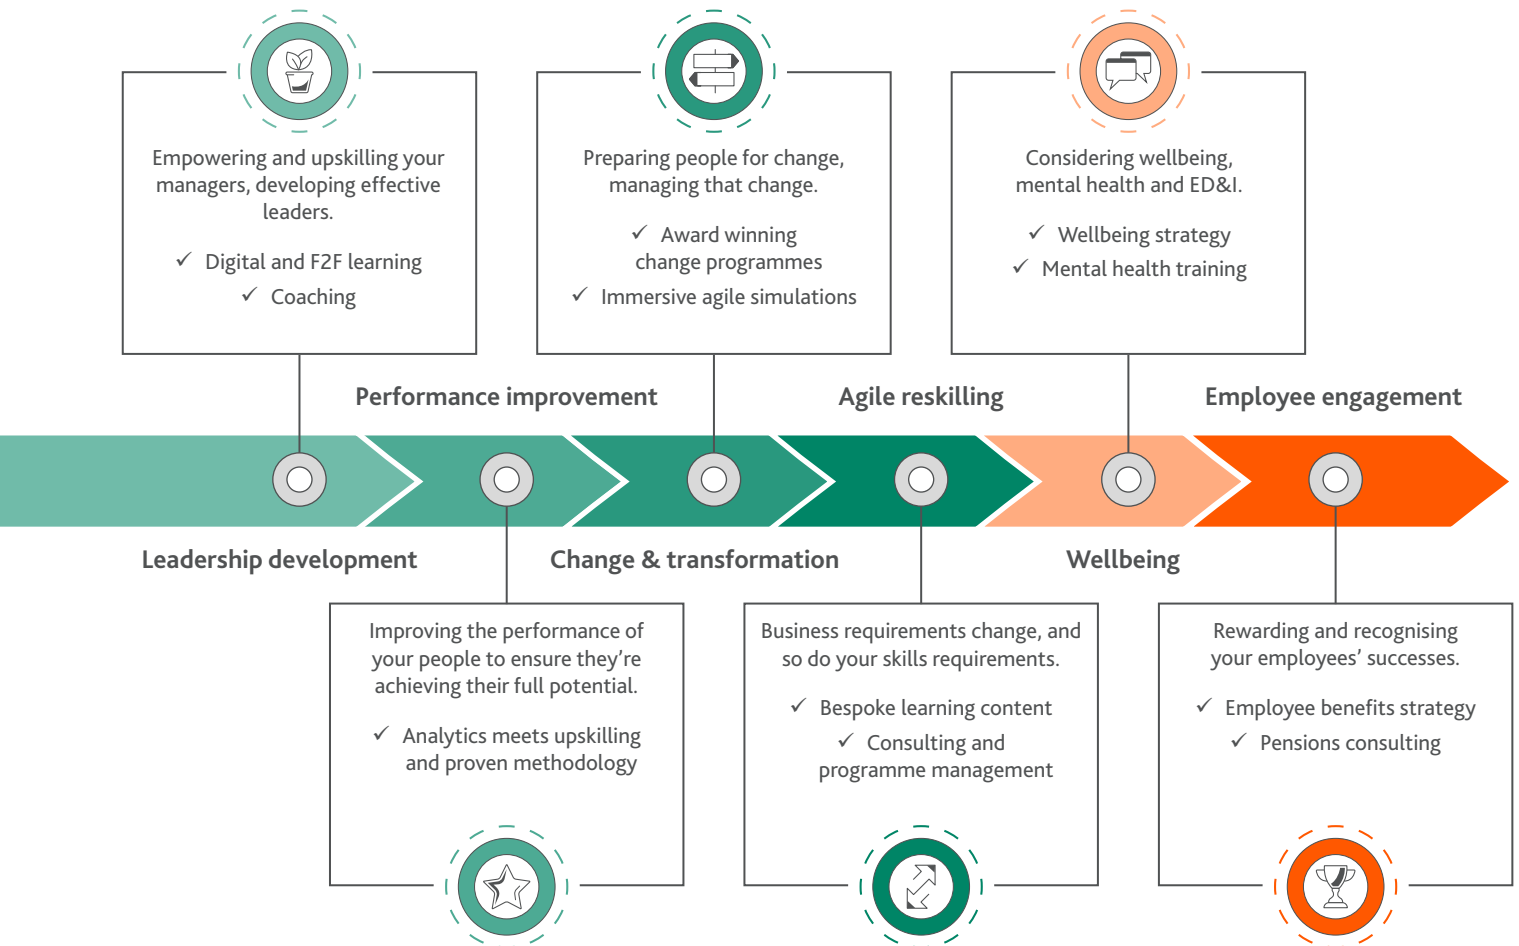 Empowering and upskilling your
managers, developing effective
leaders.
✓ Digital and F2F learning
✓ Coaching
Preparing people for change,
managing that change.
✓ Award winning
change programmes
✓ Immersive agile simulations
Considering wellbeing,
mental health and ED&I.
✓ Wellbeing strategy
✓ Mental health training
Performance improvement
Agile reskilling
Employee engagement
Leadership development
Change & transformation
Wellbeing
Improving the performance of
your people to ensure they’re
achieving their full potential.
✓ Analytics meets upskilling
and proven methodology
Business requirements change, and
so do your skills requirements.
✓ Bespoke learning content
✓ Consulting and
programme management
Rewarding and recognising
your employees’ successes.
✓ Employee benefits strategy
✓ Pensions consulting